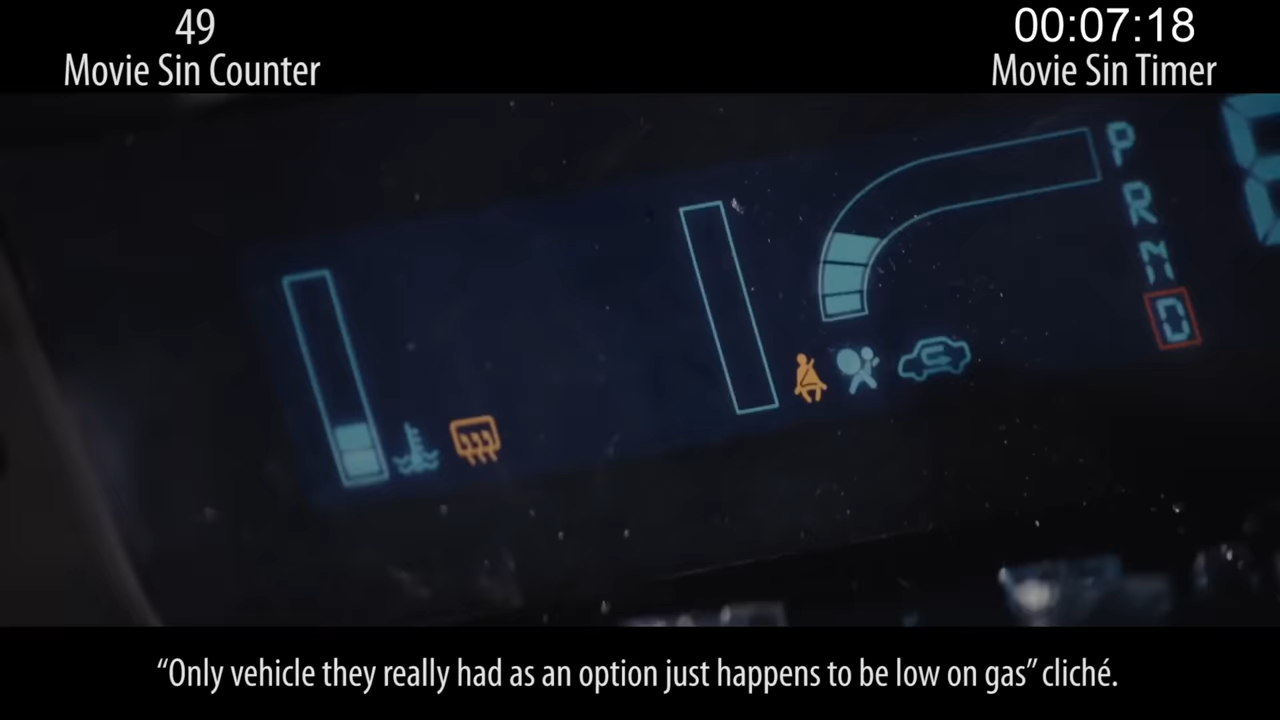 49
Movie Sin Counter
00:07:18
Movie Sin Timer
P
R
N
D
“Only vehicle they really had as an option just happens to be low on gas” cliché.